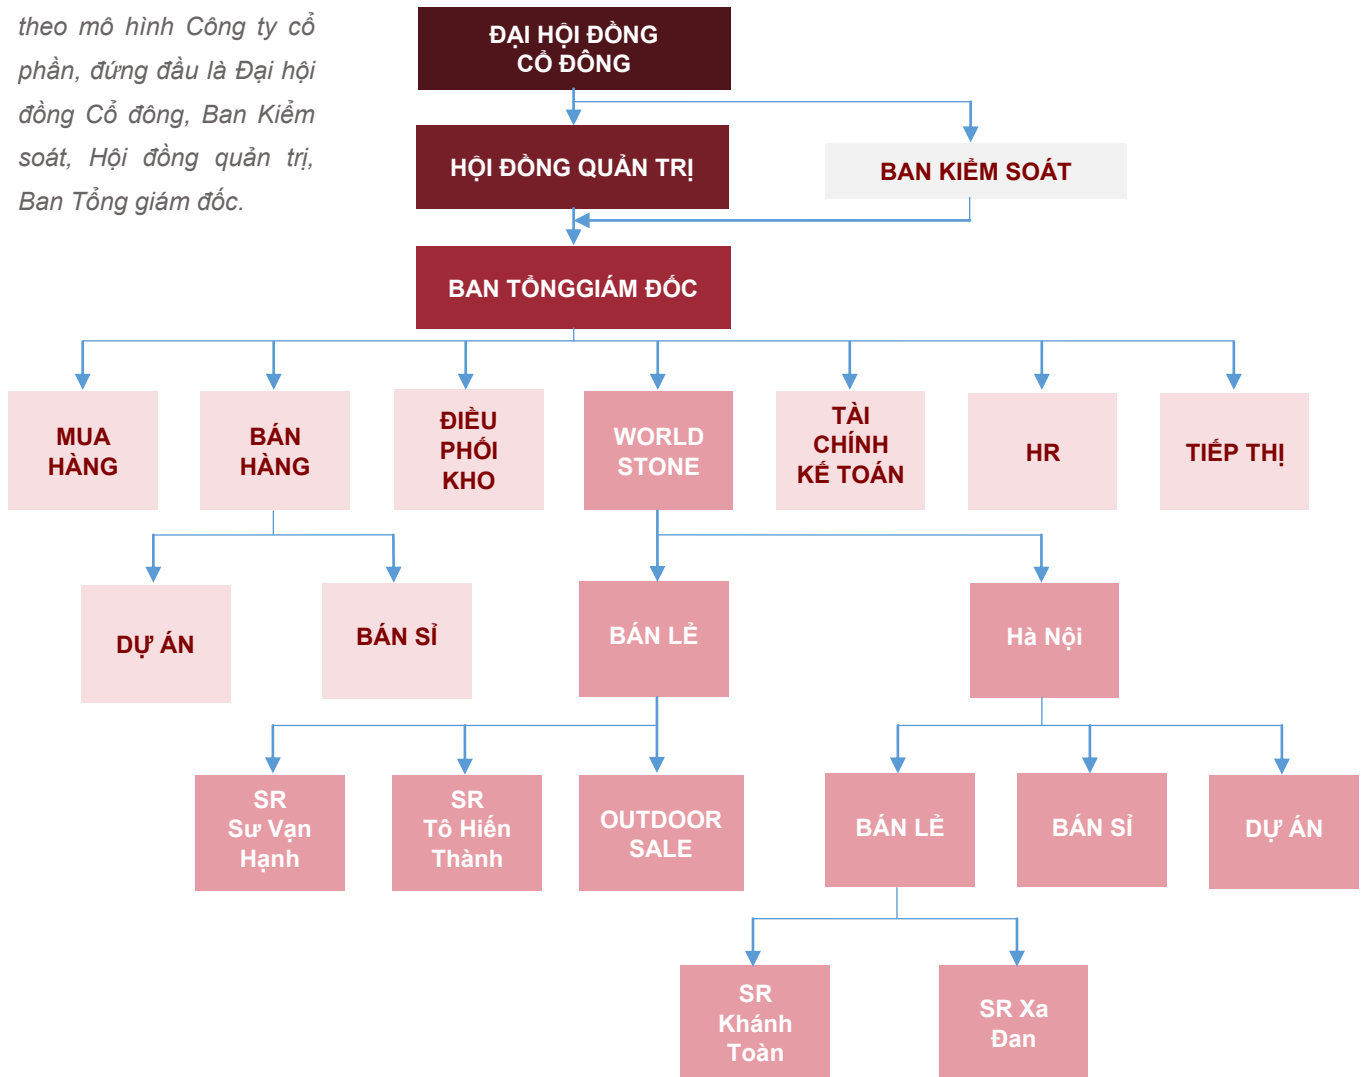 theo mô hình Công ty cổ
phần, đứng đầu là Đại hội
đồng Cổ đông, Ban Kiểm
soát, Hội đồng quản trị,
Ban Tổng giám đốc.
ĐẠI HỘI ĐỒNG
CỔ ĐÔNG
HỘI ĐỒNG QUẢN TRỊ
BAN KIỂM SOÁT
BAN TỔNGGIÁM ĐỐC
MUA
HÀNG
BÁN
HÀNG
ĐIỀU
PHỐI
KHO
WORLD
STONE
TÀI
CHÍNH
KẾ TOÁN
HR
TIẾP THỊ
DỰ ÁN
BÁN SỈ
BÁN LẺ
Hà Nội
SR
Sư Vạn
Hạnh
SR
Tô Hiến
Thành
OUTDOOR
SALE
BÁN LẺ
BÁN SỈ
DỰ ÁN
SR
Khánh
Toàn
SR Xa
Đan